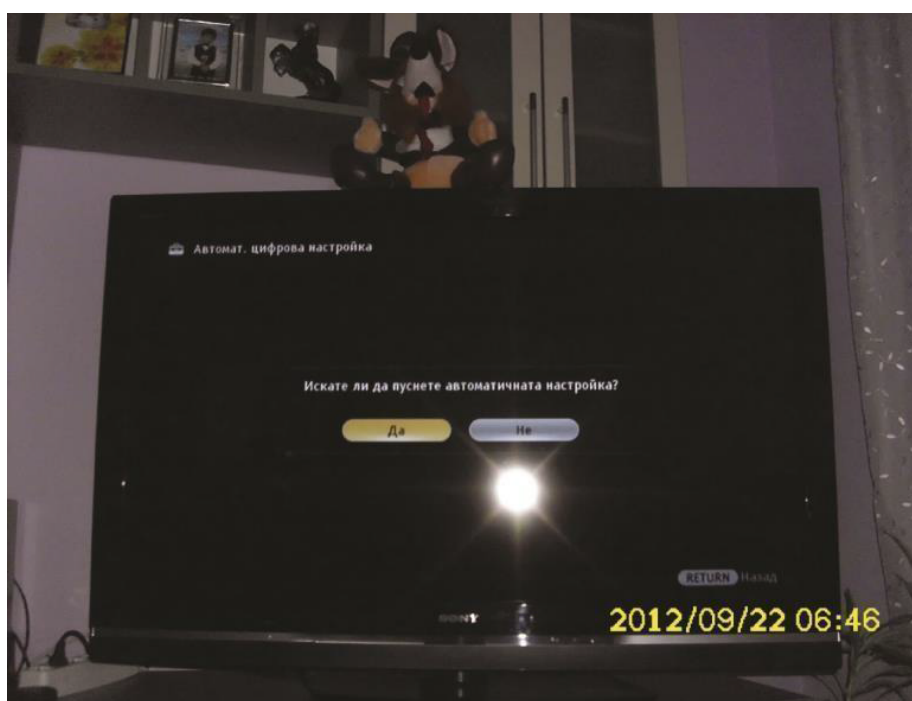 Автомат. цифрова настройка
Искате ли да пуснете автоматичната настройка?
Да
Не
RETURN Назад
SONY
2012/09/22 06:46